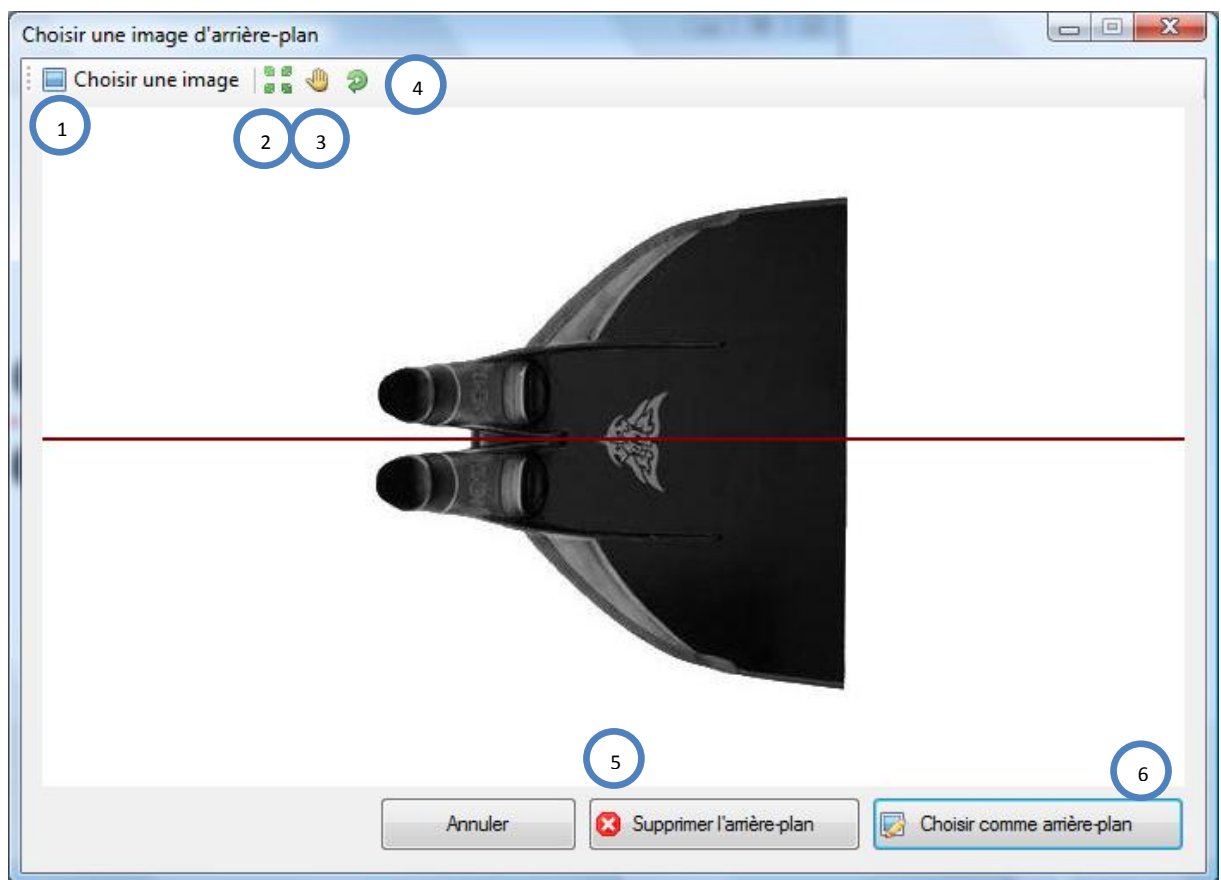 Choisir une image d'arrière-plan
Choisir une image
4
1
2
3
5
6
Annuler
Supprimer l'arrière-plan
Choisir comme arrière-plan